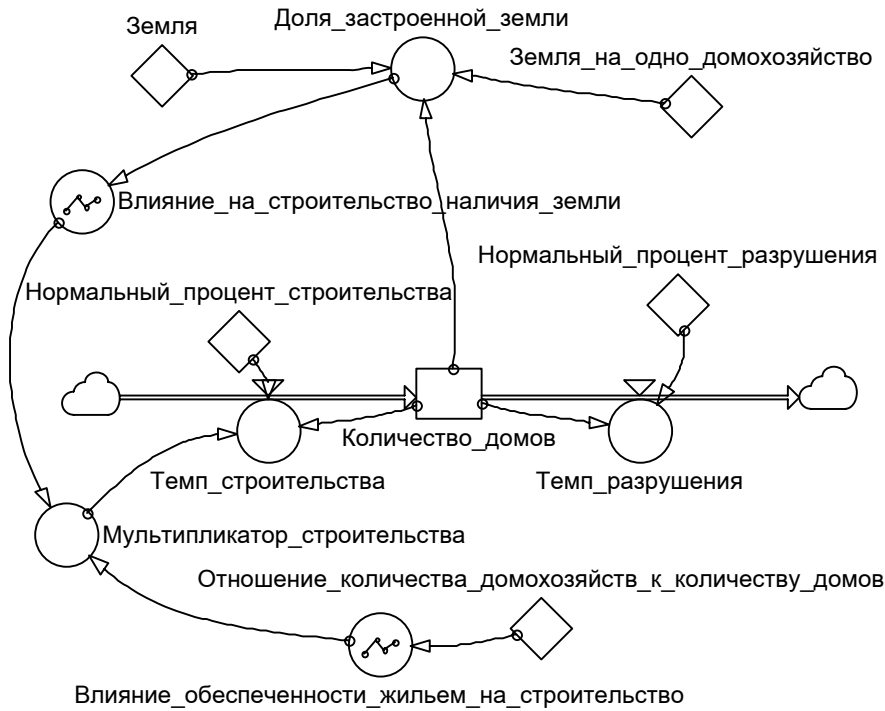 Доля_застроенной_земли
Земля
Земля_на_одно_домохозяйство
Влияние_на_строительство_наличия_земли
Нормальный_процент_разрушения
Нормальный_процент_строительства
Количество_домов
Темп_строительства
Темп_разрушения
Мультипликатор_строительства
Отношение_количества_домохозяйств_к_количеству_домов
Влияние_обеспеченности_жильем_на_строительство